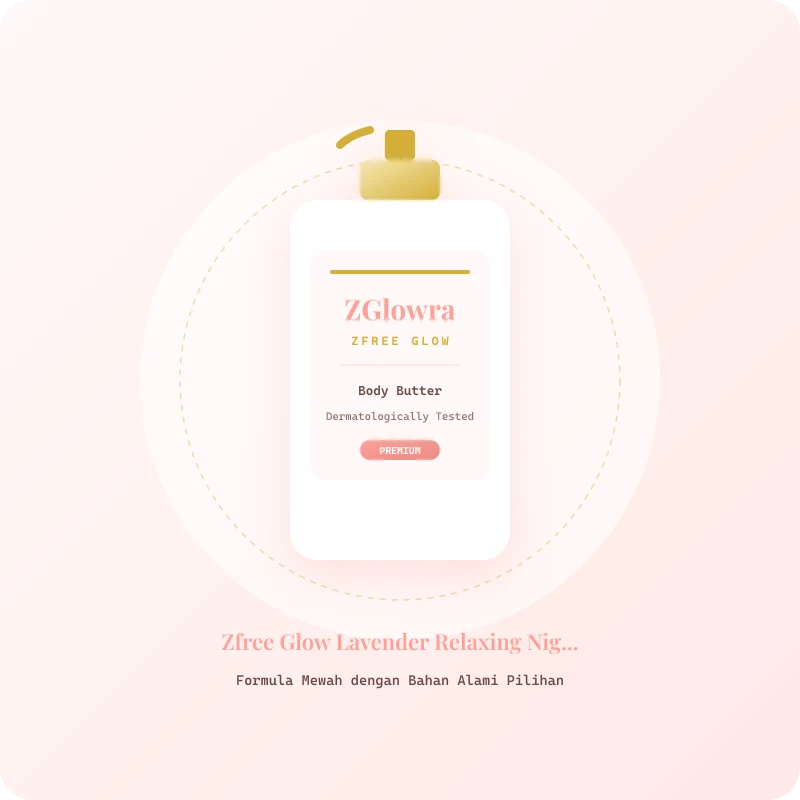 ZGlowra
ZFREE GLOW
Body Butter
Dermatologically Tested
PREMIUM
Zfree Glow Lavender Relaxing Nig...
Formula Mewah dengan Bahan Alami Pilihan